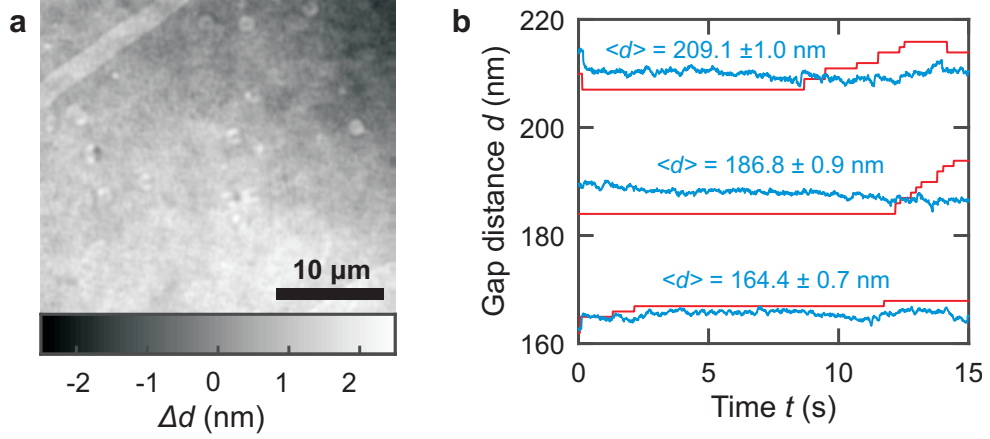 a
10 µm
-2 -1 0 1 2
Δd (nm)
b
Gap distance d (nm)
220
200
180
160
<d> = 209.1 ±1.0 nm
<d> = 186.8 ± 0.9 nm
<d> = 164.4 ± 0.7 nm
0 5 10 15
Time t (s)